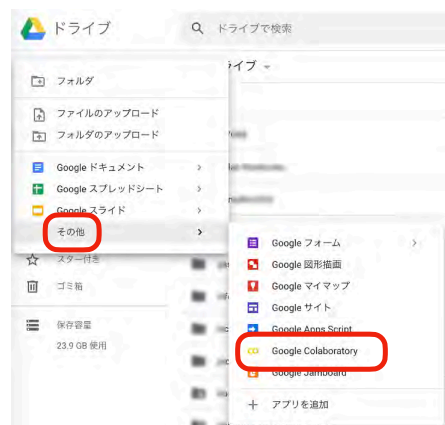 ドライブ
ドライブで検索
イブ
フォルダ
ファイルのアップロード
フォルダのアップロード
Google ドキュメント
Google スプレッドシート
Google スライド
その他
Google フォーム
Google 図形描画
Google マイマップ
Google サイト
Google Apps Script
Google Colaboratory
Google Jamboard
アプリを追加
スター付き
ゴミ箱
保存容量
23.9 GB 使用